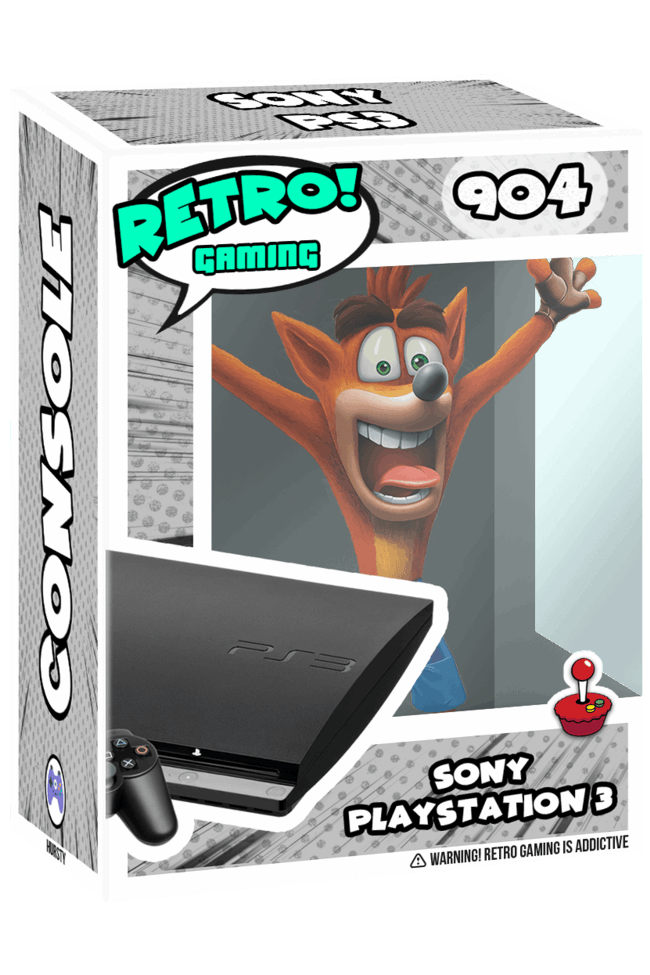 SONY
PS3
RETRO!
GAMING
904
CONSOLE
PS3
SONY
PLAYSTATION 3
HURSTY
⚠ WARNING! RETRO GAMING IS ADDICTIVE